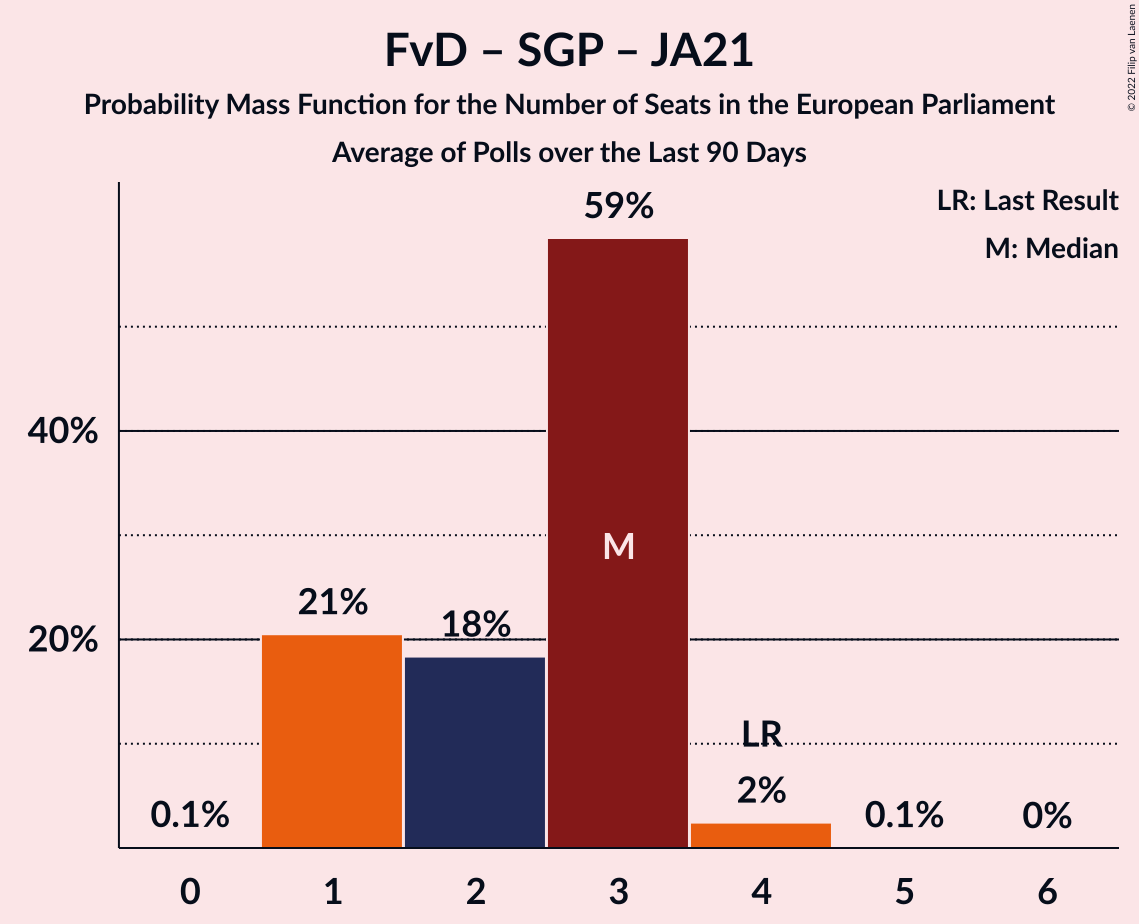 FvD – SGP – JA21
Probability Mass Function for the Number of Seats in the European Parliament
Average of Polls over the Last 90 Days
© 2022 Filip van Laenen
LR: Last Result
M: Median
59%
40%
M
21%
18%
20%
LR
2%
0.1%
0.1%
0%
0 1 2 3 4 5 6